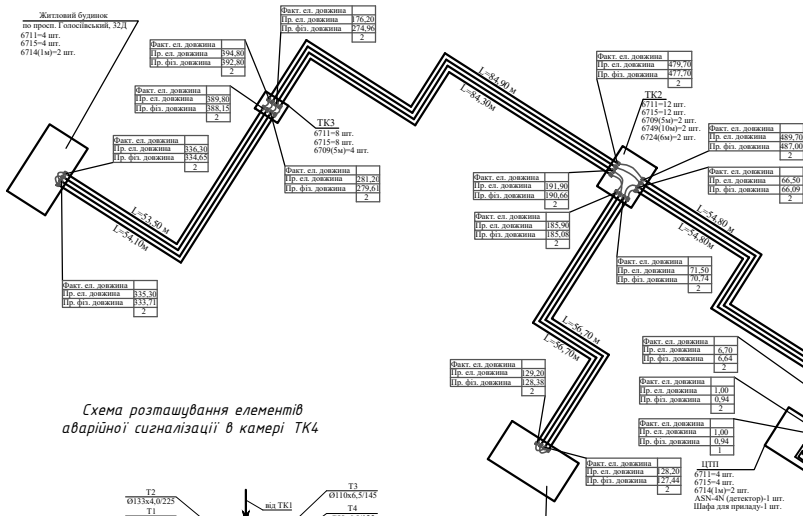 Житловий будинок
по просп. Голосіївський, 32Д
6711=4 шт.
6715=4 шт.
6714(1м)=2 шт.
Факт. ел. довжина
Пр. ел. довжина 176,20
Пр. фіз. довжина 274,96
2
Факт. ел. довжина
Пр. ел. довжина 394,80
Пр. фіз. довжина 392,80
2
Факт. ел. довжина
Пр. ел. довжина 389,80
Пр. фіз. довжина 388,15
2
Факт. ел. довжина
Пр. ел. довжина 336,30
Пр. фіз. довжина 334,65
2
ТК3
6711=8 шт.
6715=8 шт.
6709(5м)=4 шт.
Факт. ел. довжина
Пр. ел. довжина 281,20
Пр. фіз. довжина 279,61
2
L=53,50 м
L=54,10м
Факт. ел. довжина
Пр. ел. довжина 335,30
Пр. фіз. довжина 333,71
2
L=84,90 м
L=84,30м
Факт. ел. довжина
Пр. ел. довжина 479,70
Пр. фіз. довжина 477,70
2
ТК2
6711=12 шт.
6715=12 шт.
6709(5м)=2 шт.
6749(10м)=2 шт.
6724(6м)=2 шт.
Факт. ел. довжина
Пр. ел. довжина 489,70
Пр. фіз. довжина 487,00
2
Факт. ел. довжина
Пр. ел. довжина 66,50
Пр. фіз. довжина 66,09
2
Факт. ел. довжина
Пр. ел. довжина 191,90
Пр. фіз. довжина 190,66
2
Факт. ел. довжина
Пр. ел. довжина 185,90
Пр. фіз. довжина 185,08
2
L=54,80 м
L=54,80м
Факт. ел. довжина
Пр. ел. довжина 71,50
Пр. фіз. довжина 70,74
2
L=56,70 м
L=56,70м
Факт. ел. довжина
Пр. ел. довжина 6,70
Пр. фіз. довжина 6,64
2
Факт. ел. довжина
Пр. ел. довжина 129,20
Пр. фіз. довжина 128,38
2
Факт. ел. довжина
Пр. ел. довжина 1,00
Пр. фіз. довжина 0,94
2
Факт. ел. довжина
Пр. ел. довжина 1,00
Пр. фіз. довжина 0,94
1
Факт. ел. довжина
Пр. ел. довжина 128,20
Пр. фіз. довжина 127,44
2
ЦТП
6711=4 шт.
6715=4 шт.
6714(1м)=2 шт.
ASN-4N (детектор)-1 шт.
Шафа для приладу-1 шт.
Схема розташування елементів
аварійної сигналізації в камері ТК4
Т2
Ø133х4,0/225
Т1
від ТК1
Т3
Ø110х6,5/145
Т4